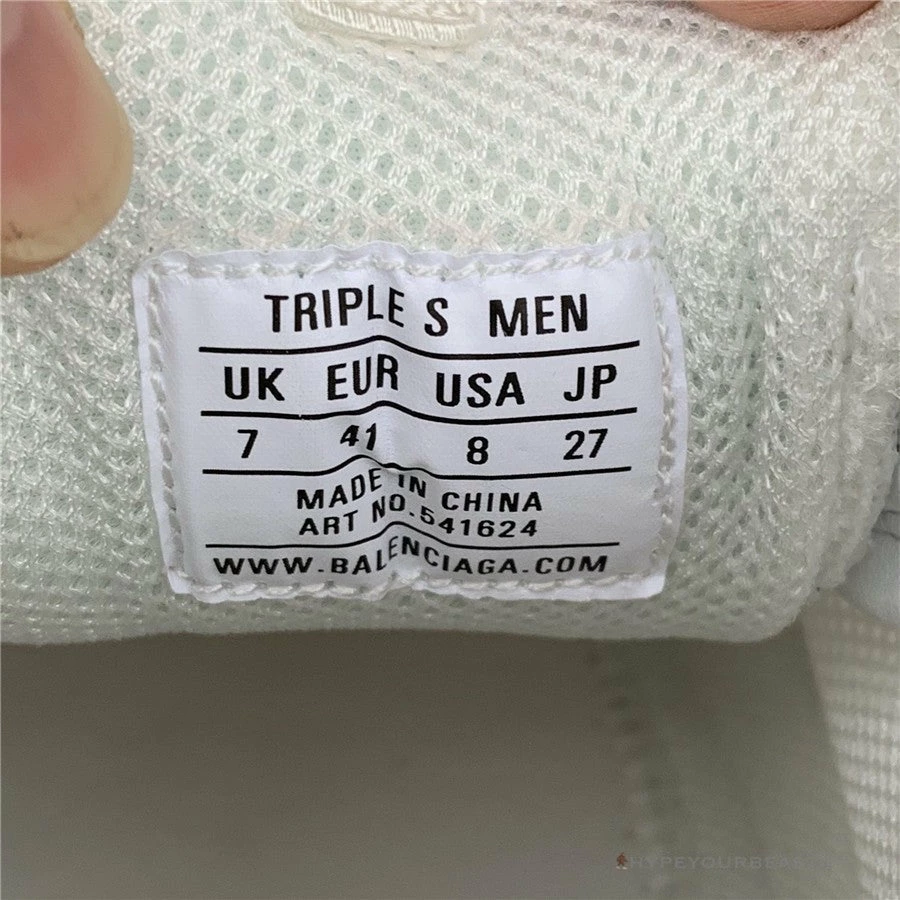 TRIPLE S MEN
UK EUR USA JP
7 41 8 27
MADE IN CHINA
ART NO.541624
WWW.BALENCIAGA.COM